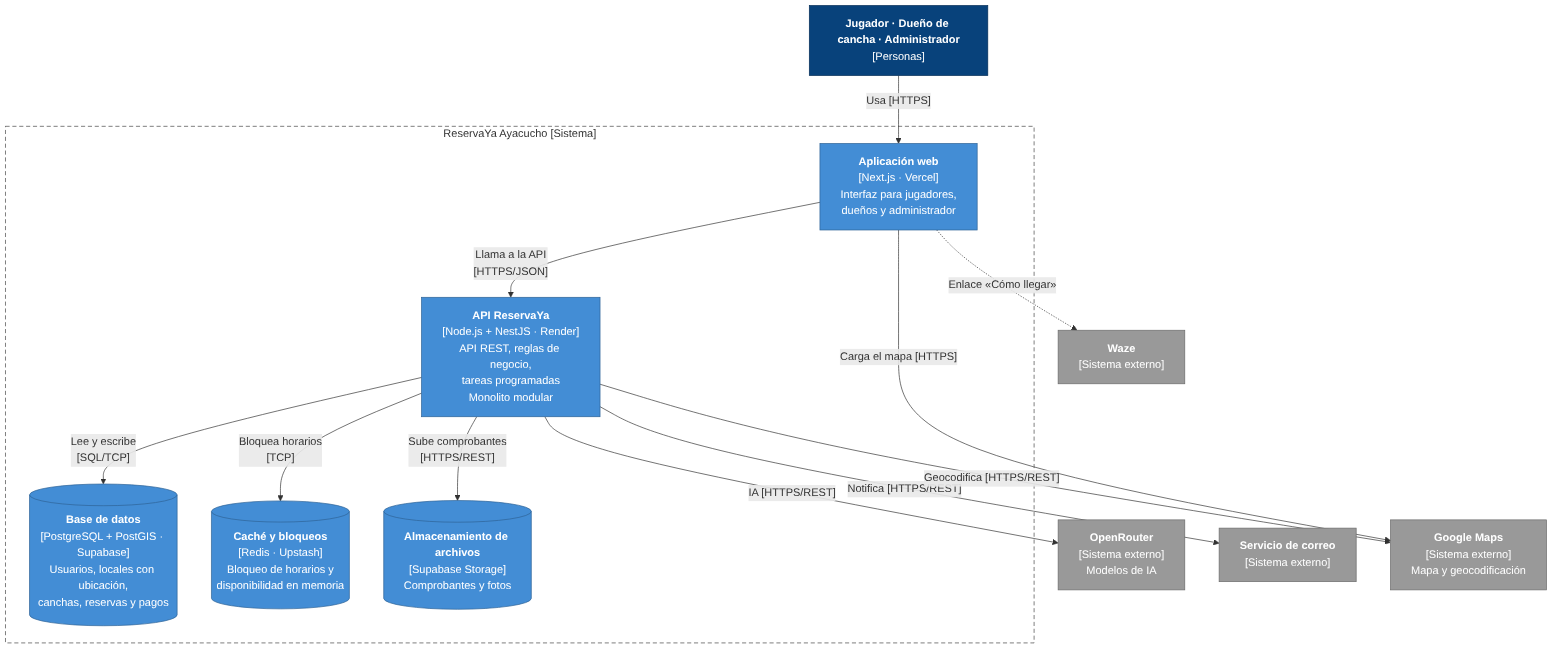 Jugador · Dueño de
cancha · Administrador
[Personas]
Usa [HTTPS]
ReservaYa Ayacucho [Sistema]
Aplicación web
[Next.js · Vercel]
Interfaz para jugadores,
dueños y administrador
Llama a la API
[HTTPS/JSON]
Enlace «Cómo llegar»
API ReservaYa
[Node.js + NestJS · Render]
API REST, reglas de
negocio,
tareas programadas
Monolito modular
Carga el mapa [HTTPS]
Waze
[Sistema externo]
Lee y escribe
[SQL/TCP]
Bloquea horarios
[TCP]
Sube comprobantes
[HTTPS/REST]
IA [HTTPS/REST]
Notifica [HTTPS/REST]
Geocodifica [HTTPS/REST]
Base de datos
[PostgreSQL + PostGIS ·
Supabase]
Usuarios, locales con
ubicación,
canchas, reservas y pagos
Caché y bloqueos
[Redis · Upstash]
Bloqueo de horarios y
disponibilidad en memoria
Almacenamiento de
archivos
[Supabase Storage]
Comprobantes y fotos
OpenRouter
[Sistema externo]
Modelos de IA
Servicio de correo
[Sistema externo]
Google Maps
[Sistema externo]
Mapa y geocodificación